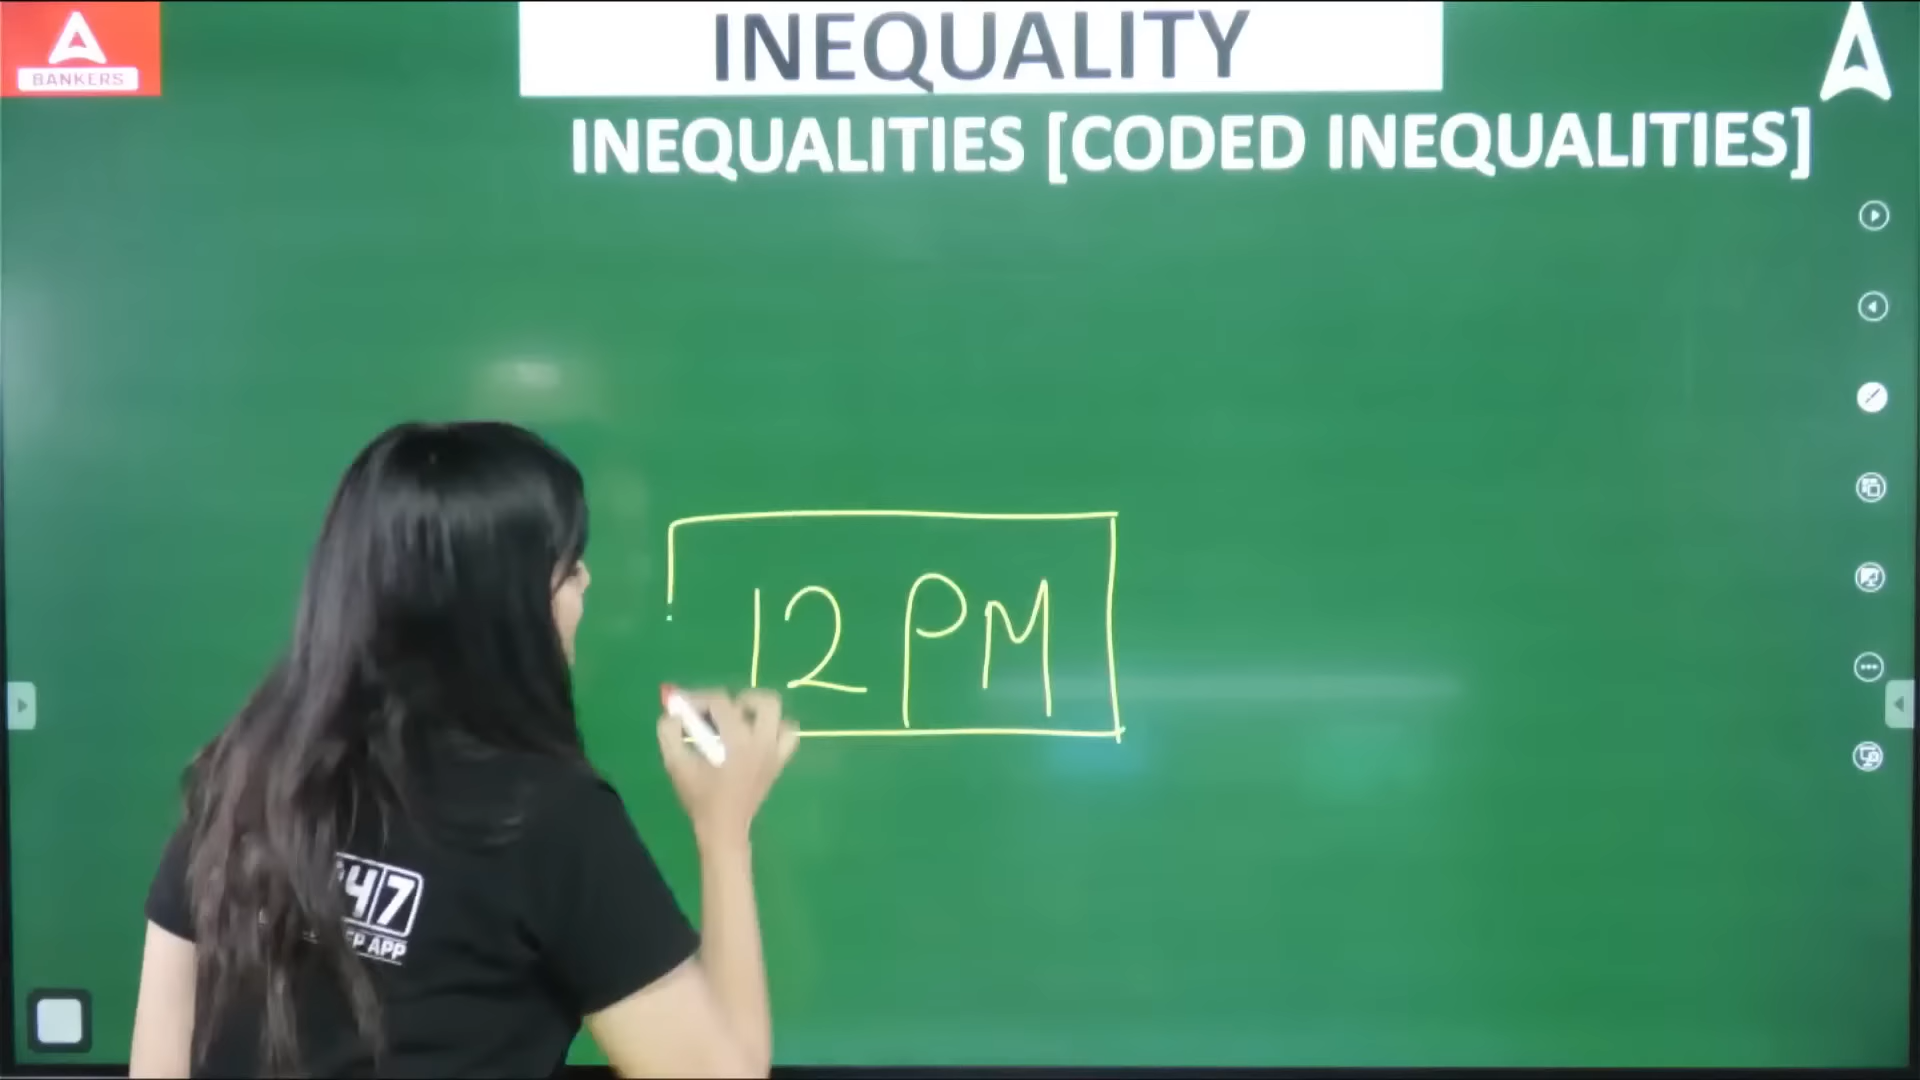 BANKERS
INEQUALITY
INEQUALITIES [CODED INEQUALITIES]
12 PM
47
APP